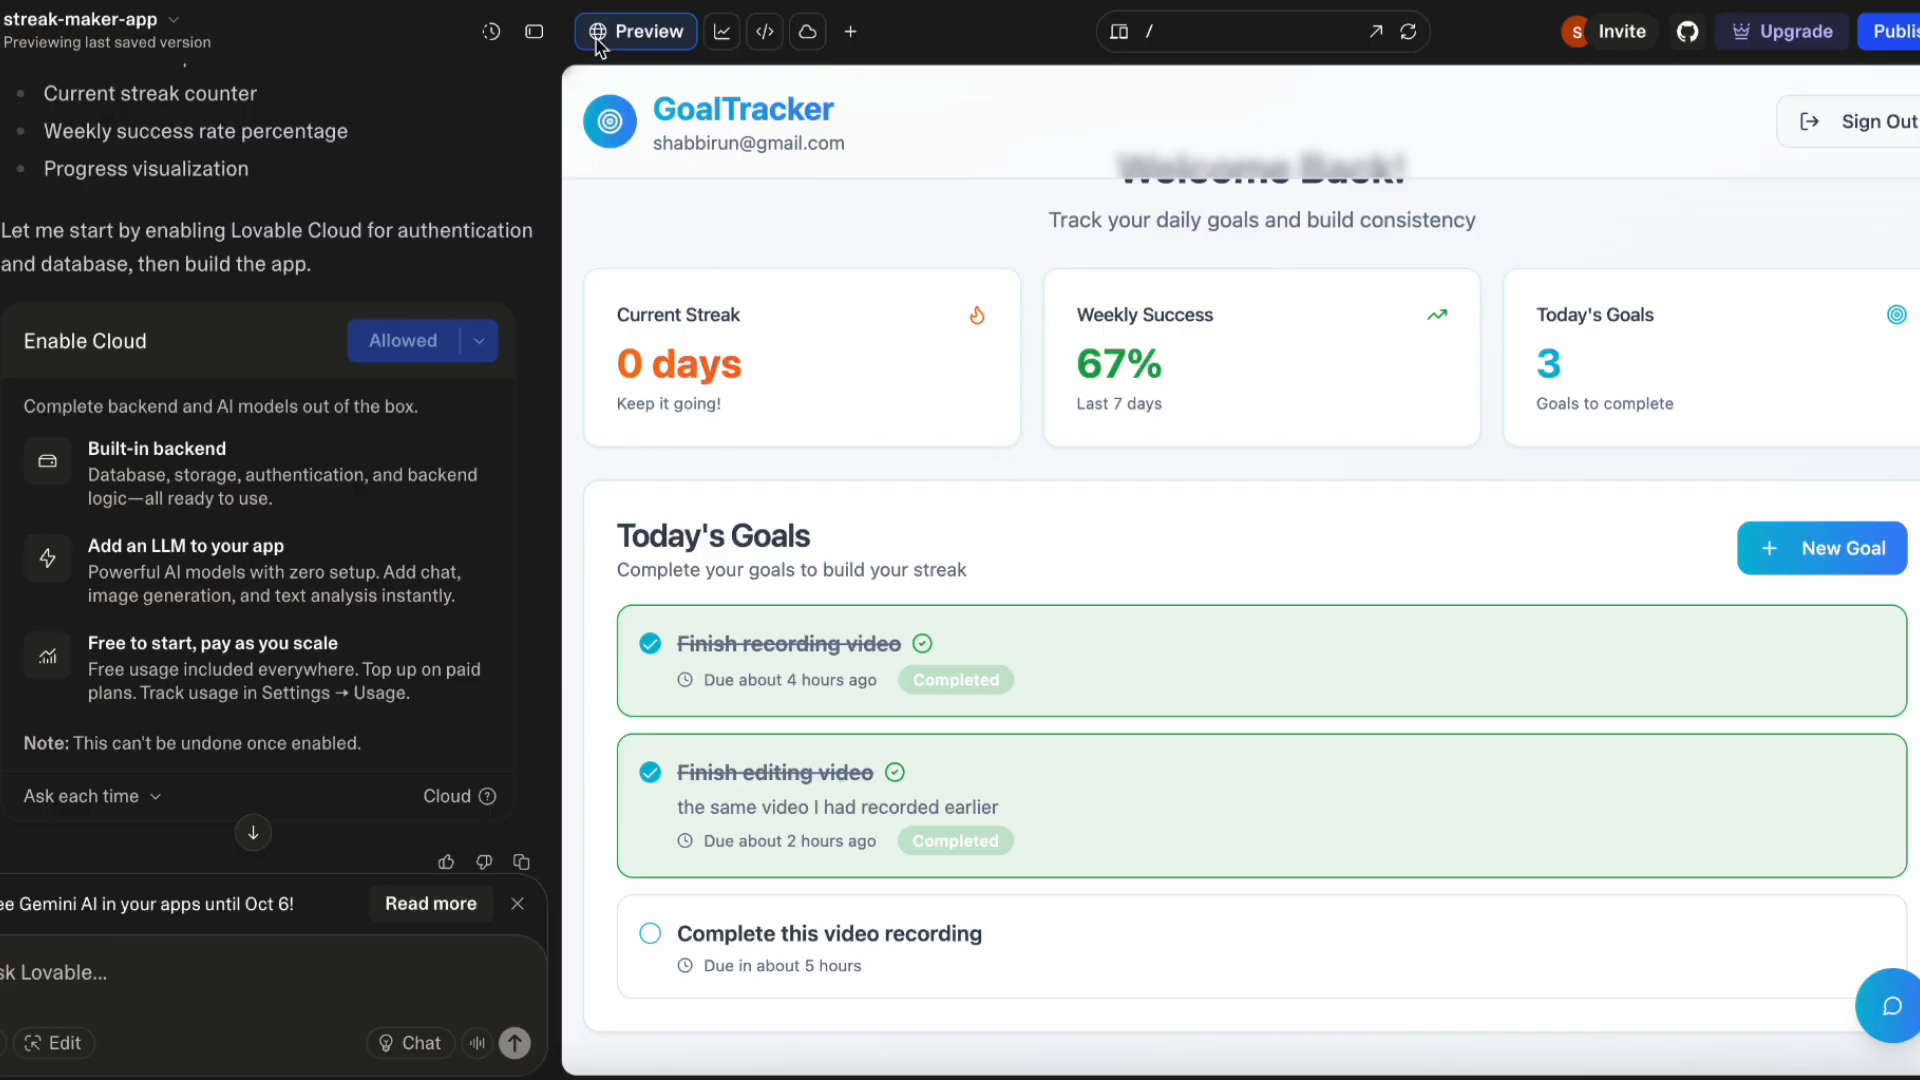 streak-maker-app
Previewing last saved version
Preview
/
S
Invite
Upgrade
Current streak counter
Weekly success rate percentage
Progress visualization
Let me start by enabling Lovable Cloud for authentication
and database, then build the app.
Enable Cloud
Allowed
Complete backend and AI models out of the box.
Built-in backend
Database, storage, authentication, and backend
logic—all ready to use.
Add an LLM to your app
Powerful AI models with zero setup. Add chat,
image generation, and text analysis instantly.
Free to start, pay as you scale
Free usage included everywhere. Top up on paid
plans. Track usage in Settings → Usage.
Note: This can't be undone once enabled.
Ask each time
Cloud
Gemini AI in your apps until Oct 6!
Read more
Lovable...
Edit
Chat
GoalTracker
shabbirun@gmail.com
Sign Out
Welcome Back!
Track your daily goals and build consistency
Current Streak
0 days
Keep it going!
Weekly Success
67%
Last 7 days
Today's Goals
3
Goals to complete
Today's Goals
Complete your goals to build your streak
New Goal
Finish recording video
Due about 4 hours ago
Completed
Finish editing video
the same video I had recorded earlier
Due about 2 hours ago
Completed
Complete this video recording
Due in about 5 hours